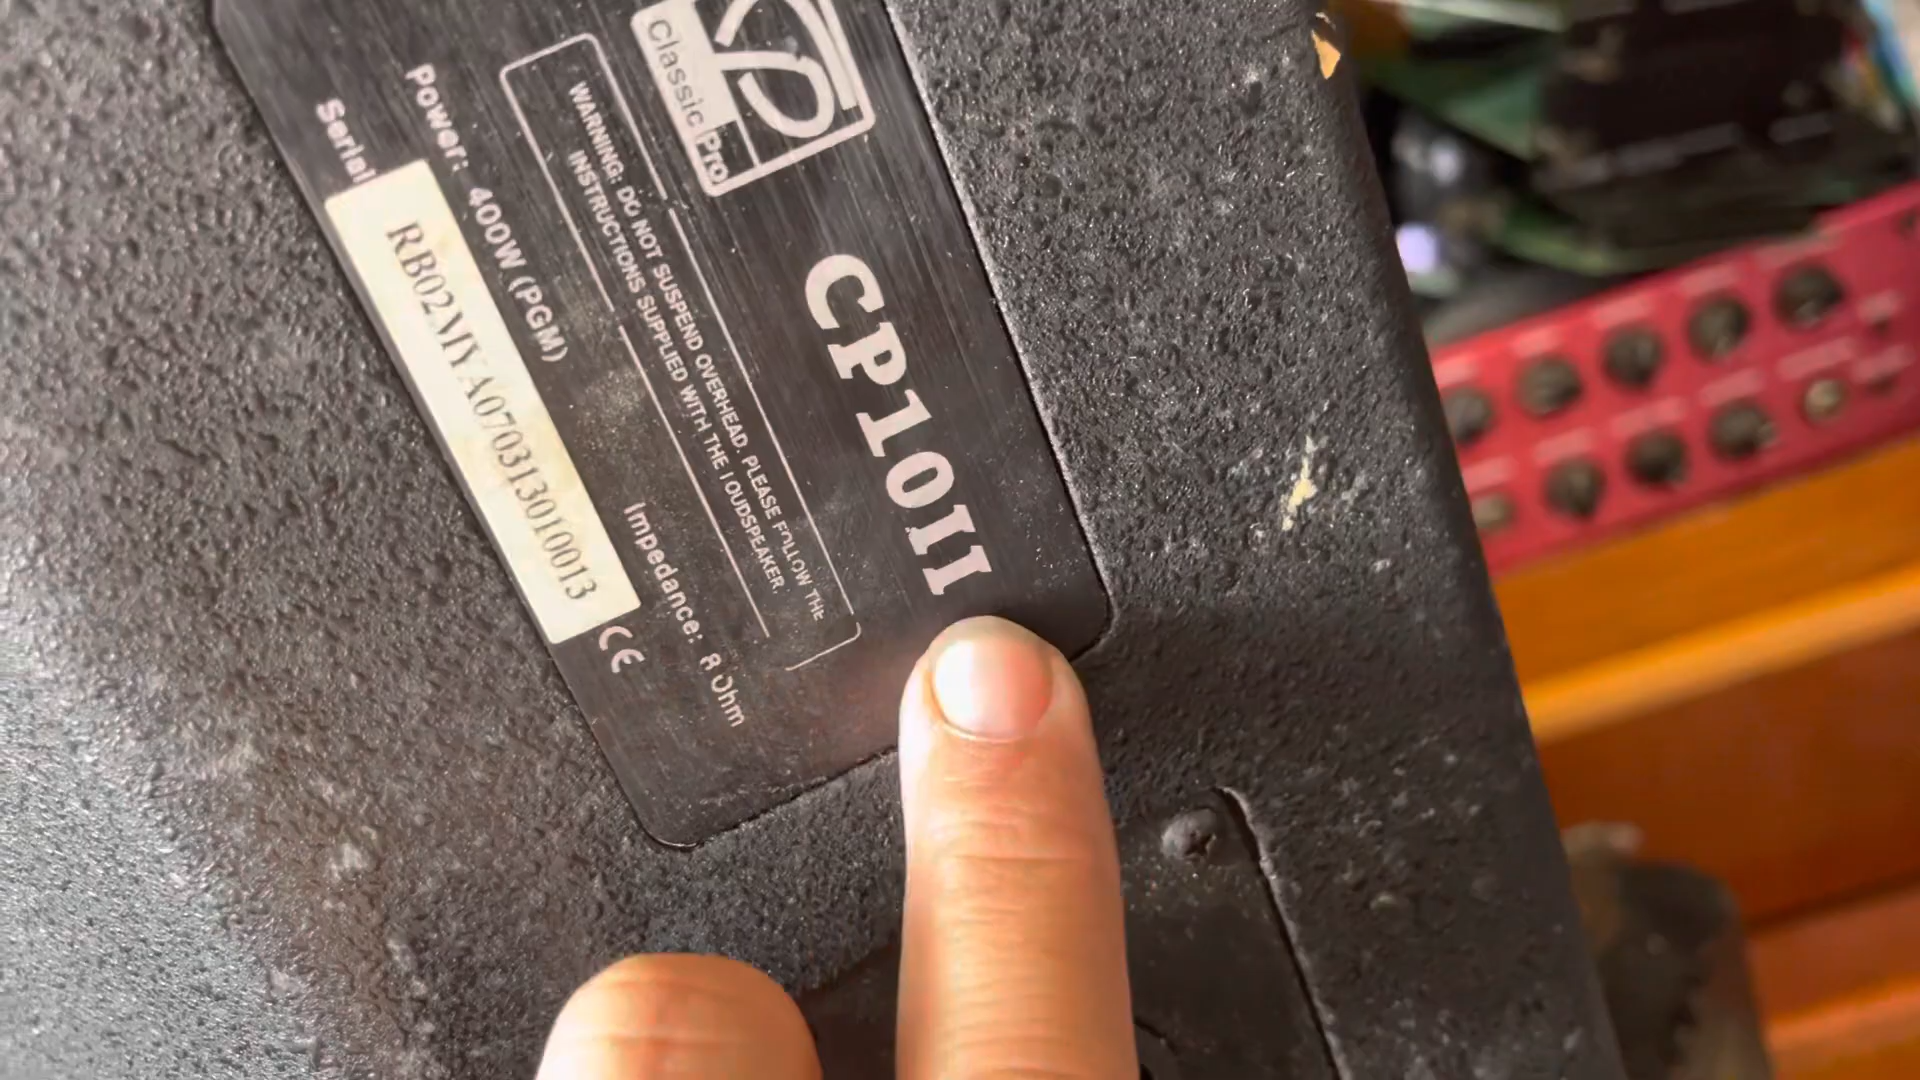 Classic Pro
CP10II
WARNING: DO NOT SUSPEND OVERHEAD. PLEASE FOLLOW THE
INSTRUCTIONS SUPPLIED WITH THE LOUDSPEAKER.
Power: 400W (PGM)
Impedance: 8 Ohm
Serial
RB02MYA070313010013
CE